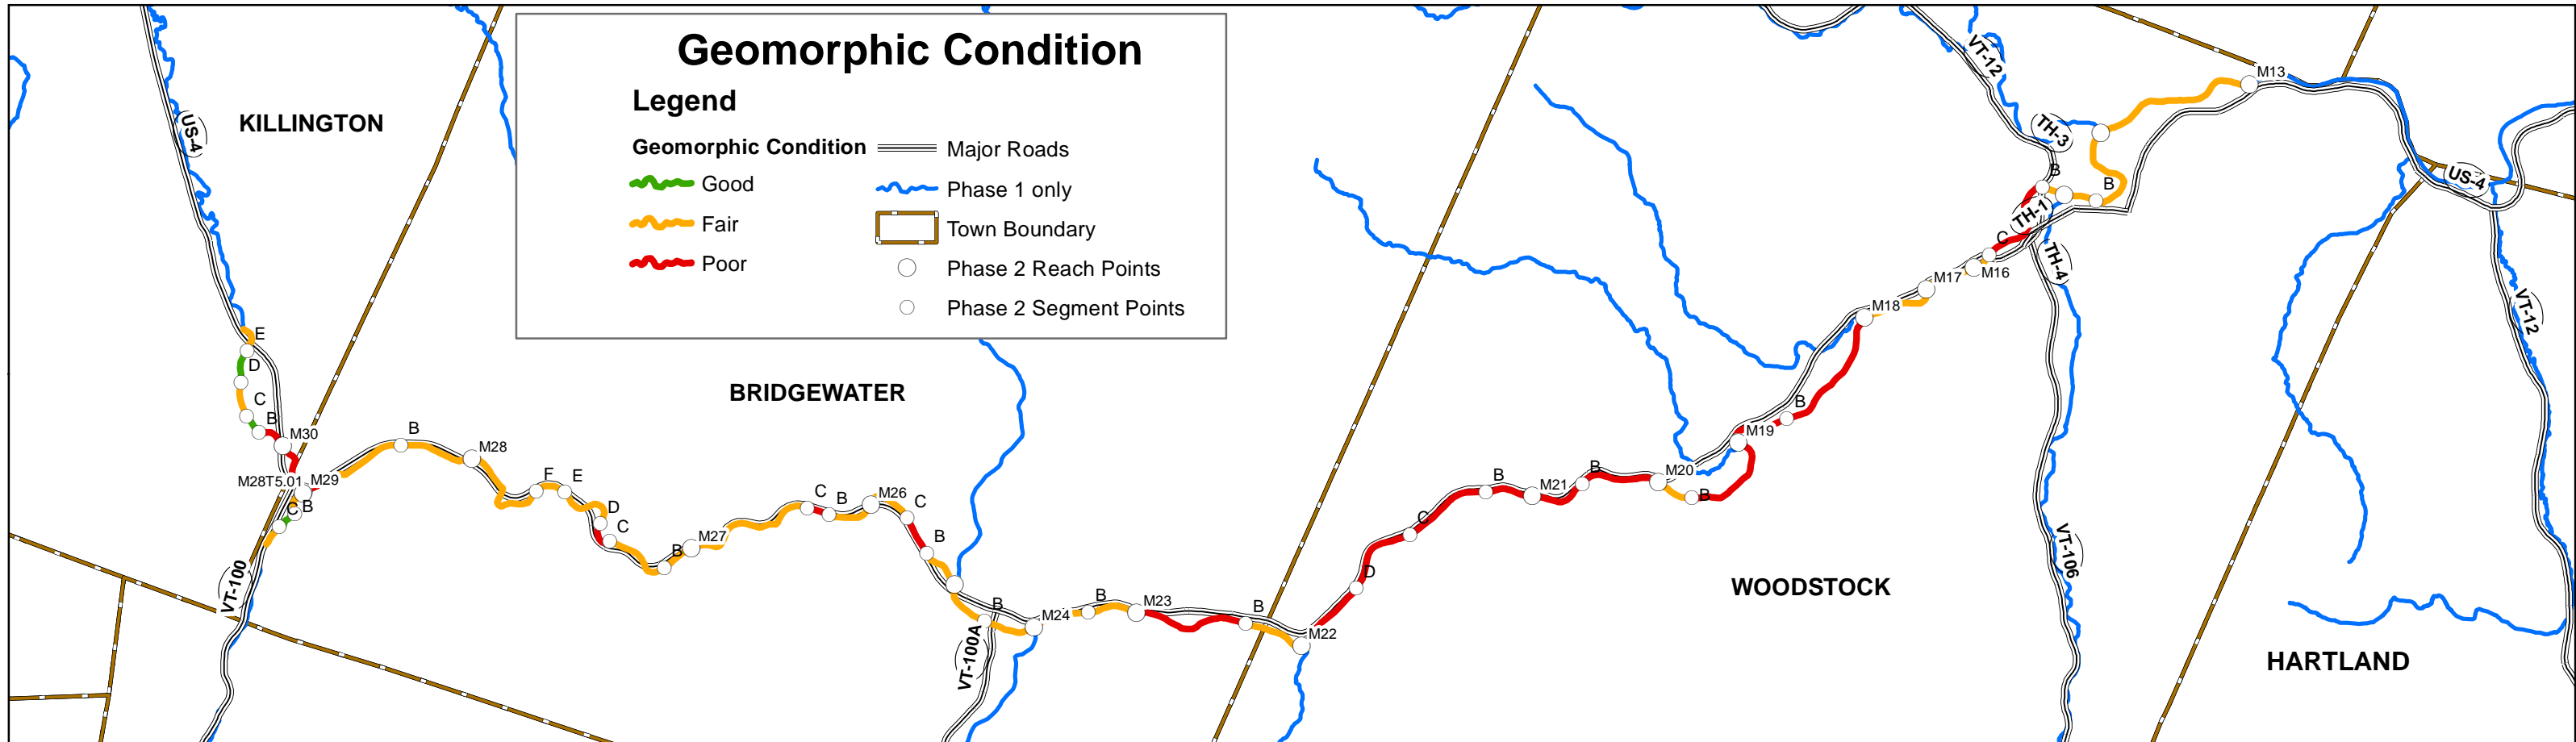 Geomorphic Condition
Legend
Geomorphic Condition
Good
Fair
Poor
Major Roads
Phase 1 only
Town Boundary
Phase 2 Reach Points
Phase 2 Segment Points
KILLINGTON
BRIDGEWATER
WOODSTOCK
HARTLAND
US-4
E
D
C
B
M30
M28T5.01
M29
C
B
VT-100
B
M28
F
E
D
C
B
M27
C
B
M26
C
B
B
VT-100A
M24
B
M23
B
M22
D
C
B
M21
B
M20
B
M19
B
M18
M17
M16
C
TH-1
B
TH-3
VT-12
B
M13
TH-4
VT-106
US-4
VT-12